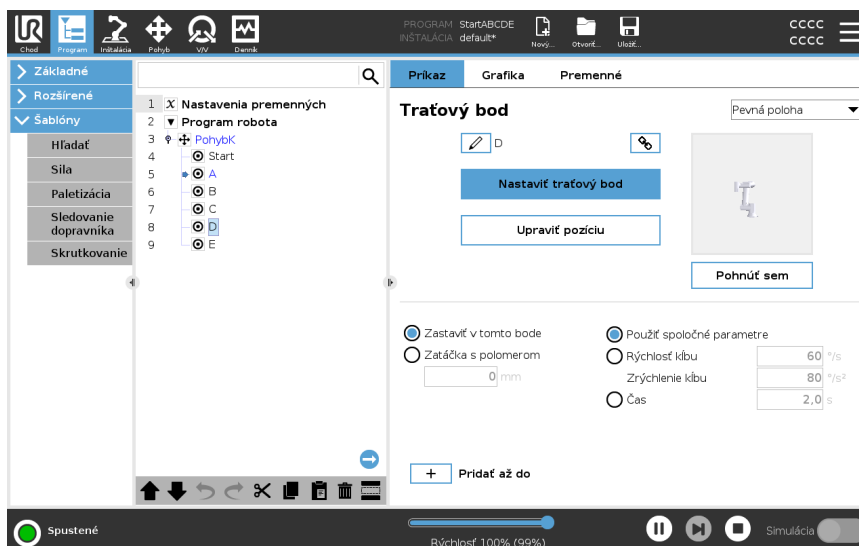 UR
Chod
Program
Inštalácia
Pohyb
V/V
Denník
PROGRAM StartABCDE
INŠTALÁCIA default*
Nový...
Otvoriť...
Uložiť...
CCCC
CCCC
Základné
Rozšírené
Šablóny
Hľadať
Sila
Paletizácia
Sledovanie
dopravníka
Skrutkovanie
1 X Nastavenia premenných
2 Program robota
3 PohybK
4 Start
5 A
6 B
7 C
8 D
9 E
Príkaz Grafika Premenné
Traťový bod
Pevná poloha
D
Nastaviť traťový bod
Upraviť pozíciu
Pohnúť sem
Zastaviť v tomto bode
Zatáčka s polomerom
0 mm
Použiť spoločné parametre
Rýchlosť kĺbu 60 °/s
Zrýchlenie kĺbu 80 °/s²
Čas 2,0 s
+ Pridať až do
Spustené
Rýchlosť 100% (99%)
Simulácia